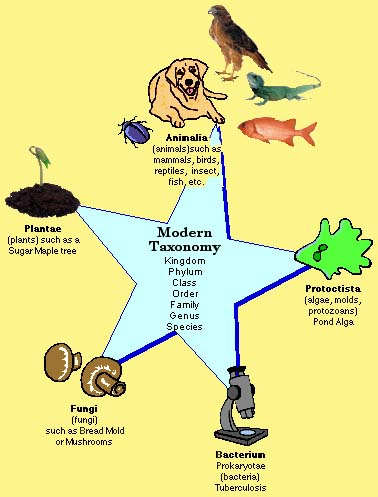 Animalia
(animals)such as
mammals, birds,
reptiles, insect,
fish, etc.
Plantae
(plants) such as a
Sugar Maple tree
Modern
Taxonomy
Kingdom
Phylum
Class
Order
Family
Genus
Species
Protoctista
(algae, molds,
protozoans)
Pond Alga
Fungi
(fungi)
such as Bread Mold
or Mushrooms
Bacterium
Prokaryotae
(bacteria)
Tuberculosis